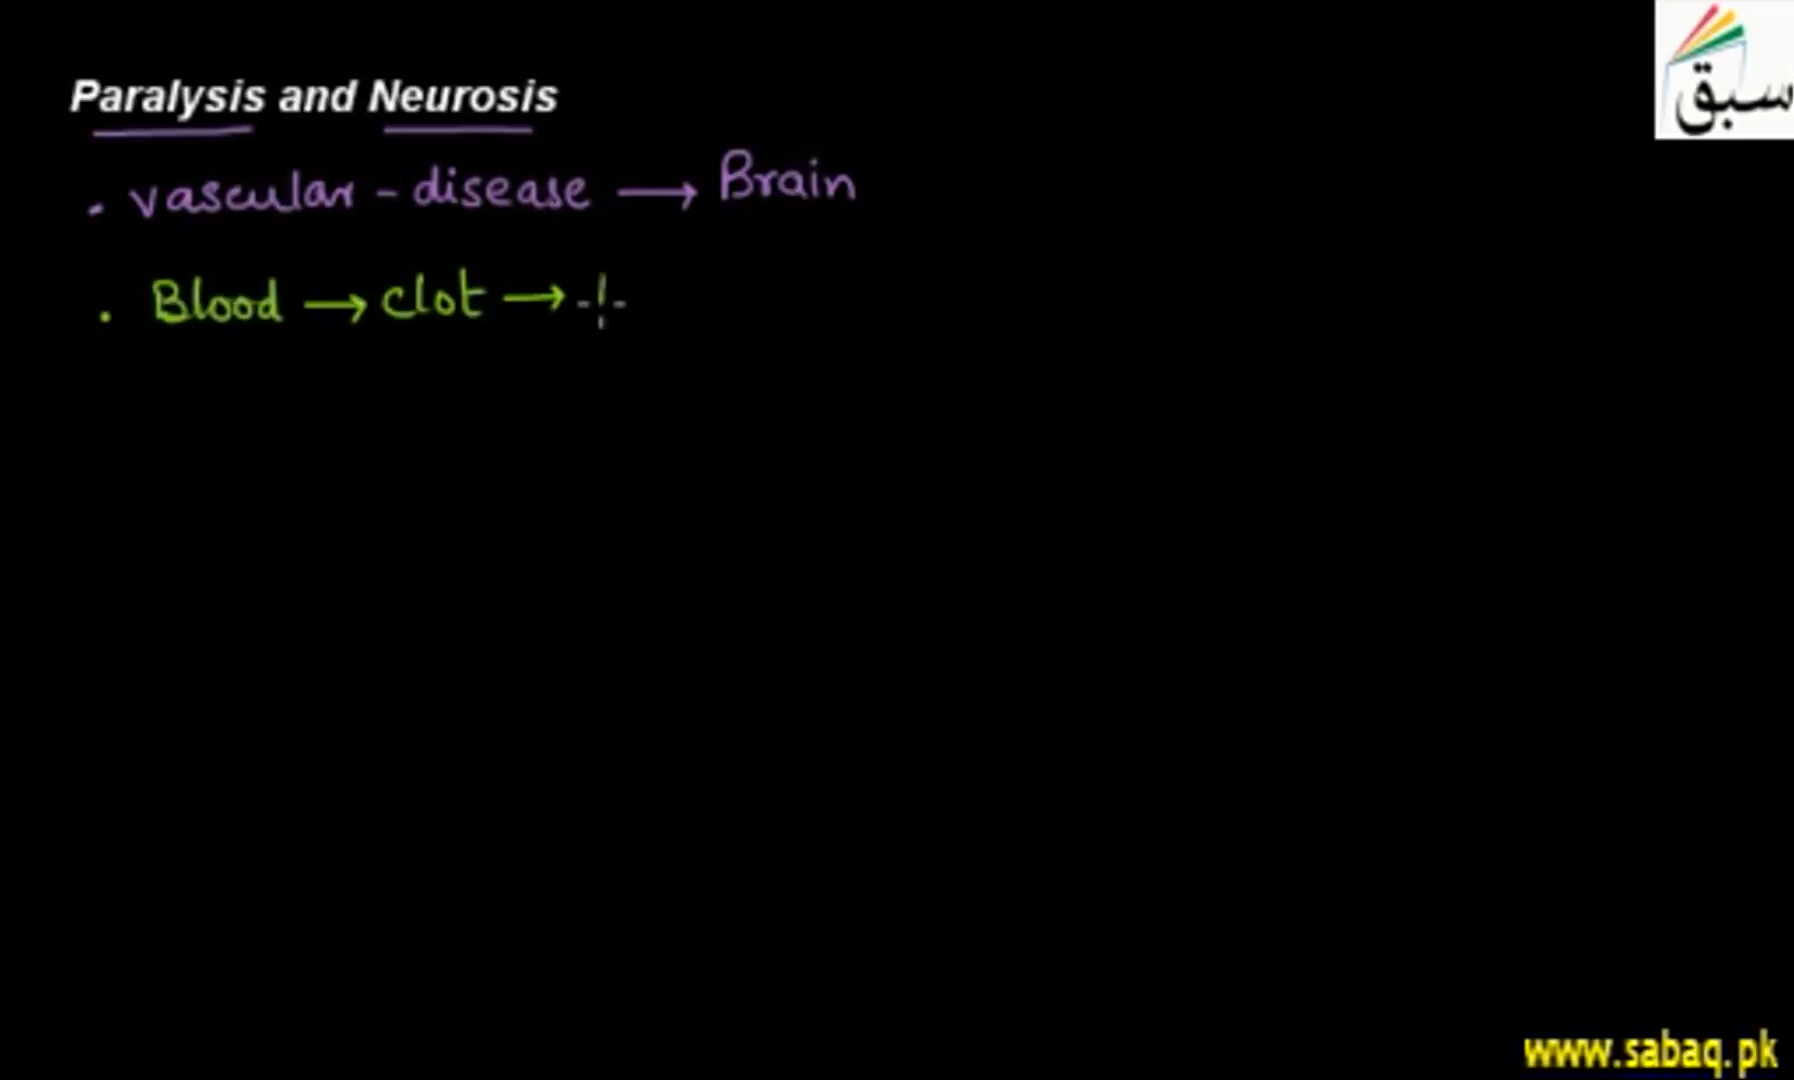 Paralysis and Neurosis
سبق
. vascular - disease → Brain
. Blood → clot →
www.sabaq.pk